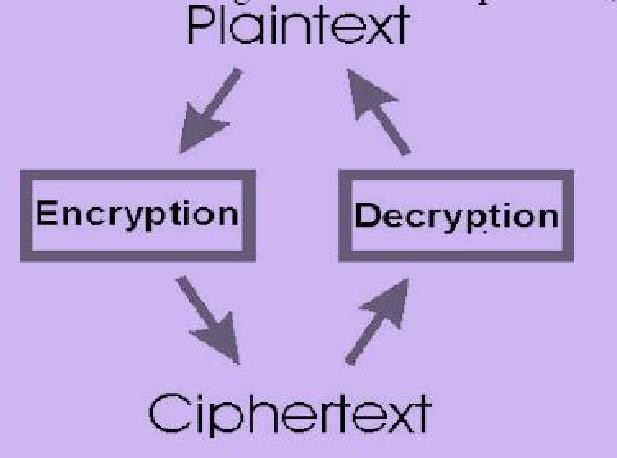 Plaintext
Encryption
Decryption
Ciphertext